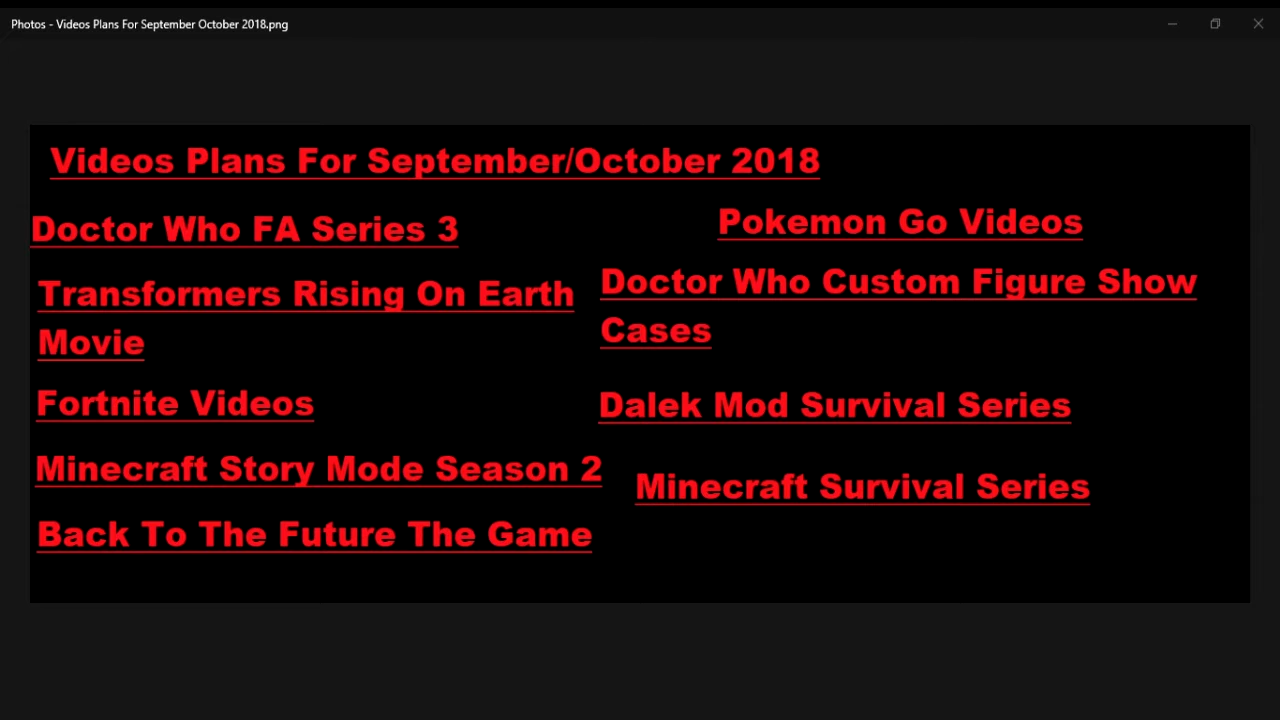 Photos - Videos Plans For September October 2018.png
Videos Plans For September/October 2018
Doctor Who FA Series 3
Transformers Rising On Earth
Movie
Fortnite Videos
Minecraft Story Mode Season 2
Back To The Future The Game
Pokemon Go Videos
Doctor Who Custom Figure Show
Cases
Dalek Mod Survival Series
Minecraft Survival Series